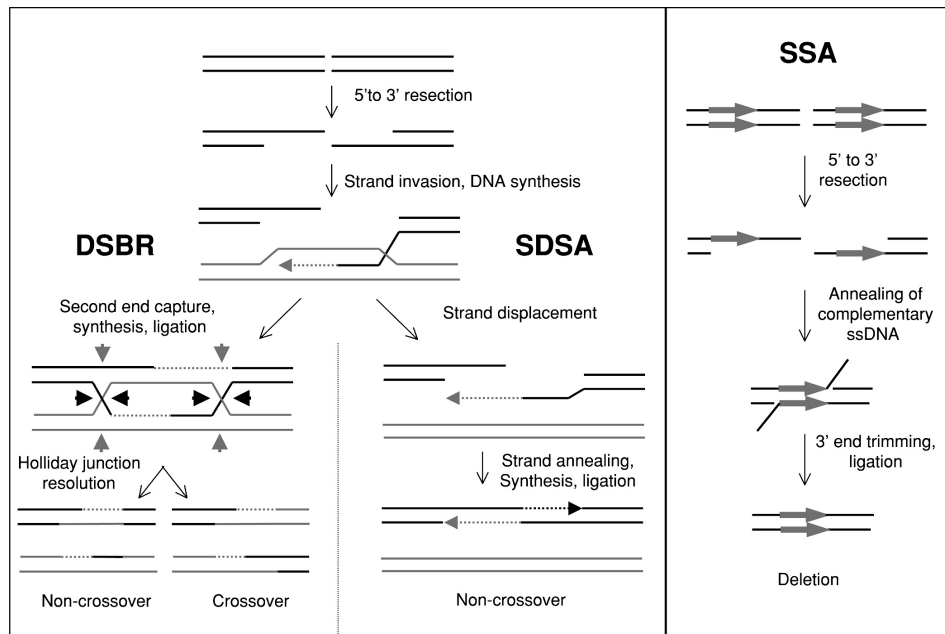 5'to 3' resection
Strand invasion, DNA synthesis
DSBR
SDSA
Second end capture,
synthesis, ligation
Strand displacement
Holliday junction
resolution
Strand annealing,
Synthesis, ligation
Non-crossover
Crossover
Non-crossover
SSA
5' to 3'
resection
Annealing of
complementary
ssDNA
3' end trimming,
ligation
Deletion